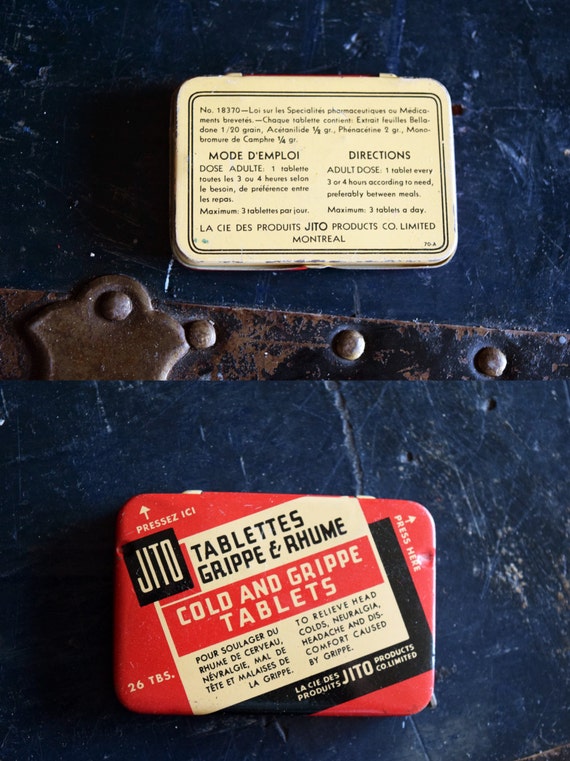 No. 18370—Loi sur les Specialités pharmaceutiques ou Médica-
ments brevetés.—Chaque tablette contient: Extrait feuilles Bella-
done 1/20 grain, Acétanilide ½ gr., Phénacétine 2 gr., Mono-
bromure de Camphre ¼ gr.
MODE D'EMPLOI
DOSE ADULTE: 1 tablette
toutes les 3 ou 4 heures selon
le besoin, de préférence entre
les repas.
Maximum: 3 tablettes par jour.
DIRECTIONS
ADULT DOSE: 1 tablet every
3 or 4 hours according to need,
preferably between meals.
Maximum: 3 tablets a day.
LA CIE DES PRODUITS JITO PRODUCTS CO. LIMITED
MONTREAL
70-A
PRESSEZ ICI
PRESS HERE
JITO
TABLETTES
GRIPPE & RHUME
COLD AND GRIPPE
TABLETS
POUR SOULAGER DU
RHUME DE CERVEAU,
NÉVRALGIE, MAL DE
TÊTE ET MALAISES DE
LA GRIPPE.
TO RELIEVE HEAD
COLDS, NEURALGIA,
HEADACHE AND DIS-
COMFORT CAUSED
BY GRIPPE.
26 TBS.
LA CIE DES
PRODUITS JITO PRODUCTS
CO. LIMITED